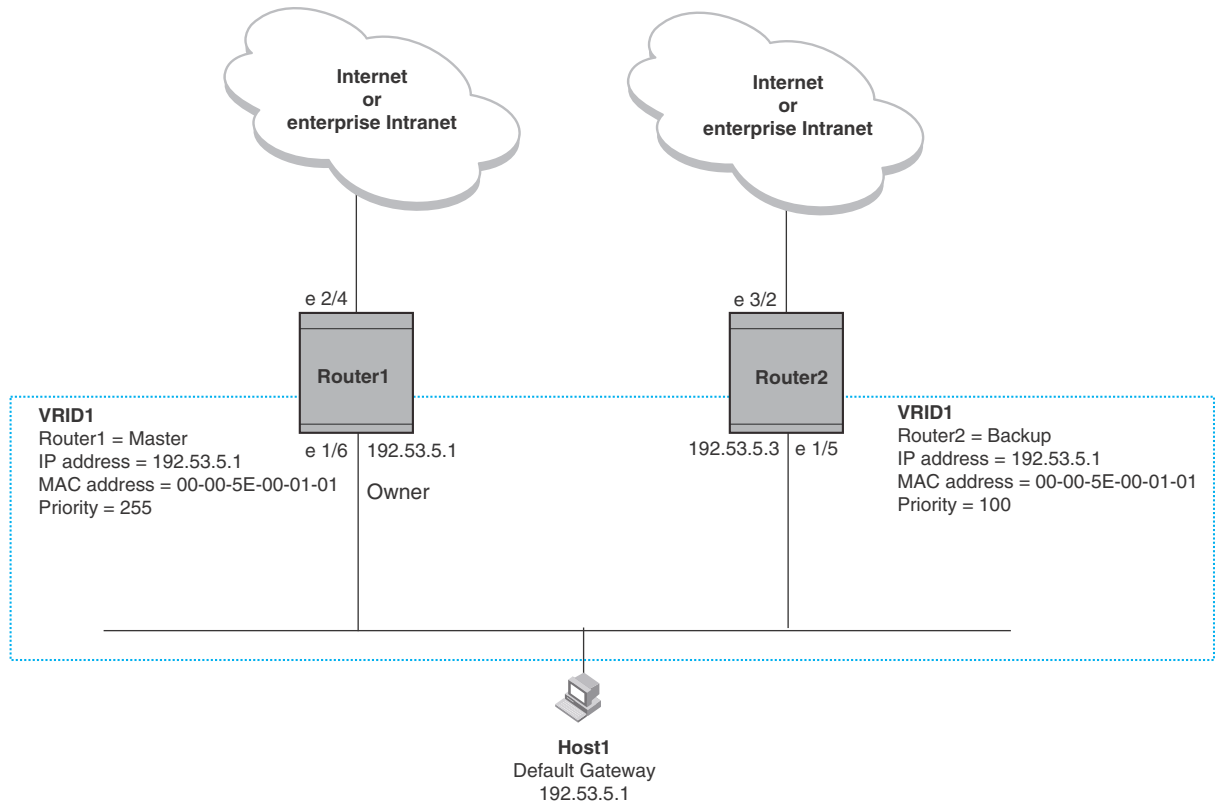 Internet
or
enterprise Intranet
Internet
or
enterprise Intranet
e 2/4
e 3/2
Router1
Router2
VRID1
Router1 = Master
IP address = 192.53.5.1
MAC address = 00-00-5E-00-01-01
Priority = 255
e 1/6
192.53.5.1
Owner
192.53.5.3
e 1/5
VRID1
Router2 = Backup
IP address = 192.53.5.1
MAC address = 00-00-5E-00-01-01
Priority = 100
Host1
Default Gateway
192.53.5.1